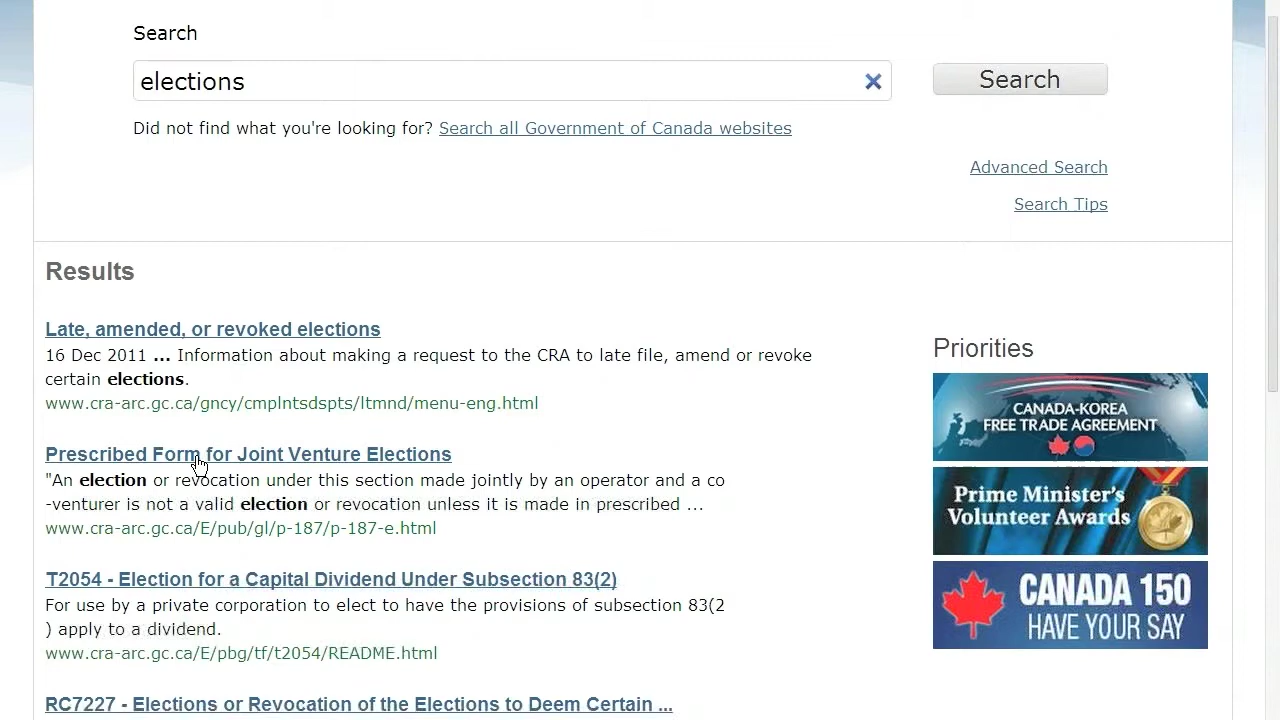 Search
elections
Search
Did not find what you're looking for? Search all Government of Canada websites
Advanced Search
Search Tips
Results
Late, amended, or revoked elections
16 Dec 2011 ... Information about making a request to the CRA to late file, amend or revoke
certain elections.
www.cra-arc.gc.ca/gncy/cmplntsdspts/ltmnd/menu-eng.html
Prescribed Form for Joint Venture Elections
"An election or revocation under this section made jointly by an operator and a co
-venturer is not a valid election or revocation unless it is made in prescribed ...
www.cra-arc.gc.ca/E/pub/gl/p-187/p-187-e.html
T2054 - Election for a Capital Dividend Under Subsection 83(2)
For use by a private corporation to elect to have the provisions of subsection 83(2
) apply to a dividend.
www.cra-arc.gc.ca/E/pbg/tf/t2054/README.html
RC7227 - Elections or Revocation of the Elections to Deem Certain ...
Priorities
CANADA-KOREA
FREE TRADE AGREEMENT
Prime Minister's
Volunteer Awards
CANADA 150
HAVE YOUR SAY